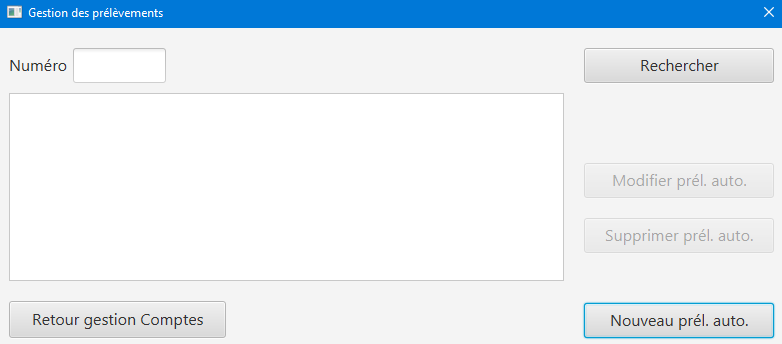 Gestion des prélèvements
Numéro
Rechercher
Modifier prél. auto.
Supprimer prél. auto.
Retour gestion Comptes
Nouveau prél. auto.